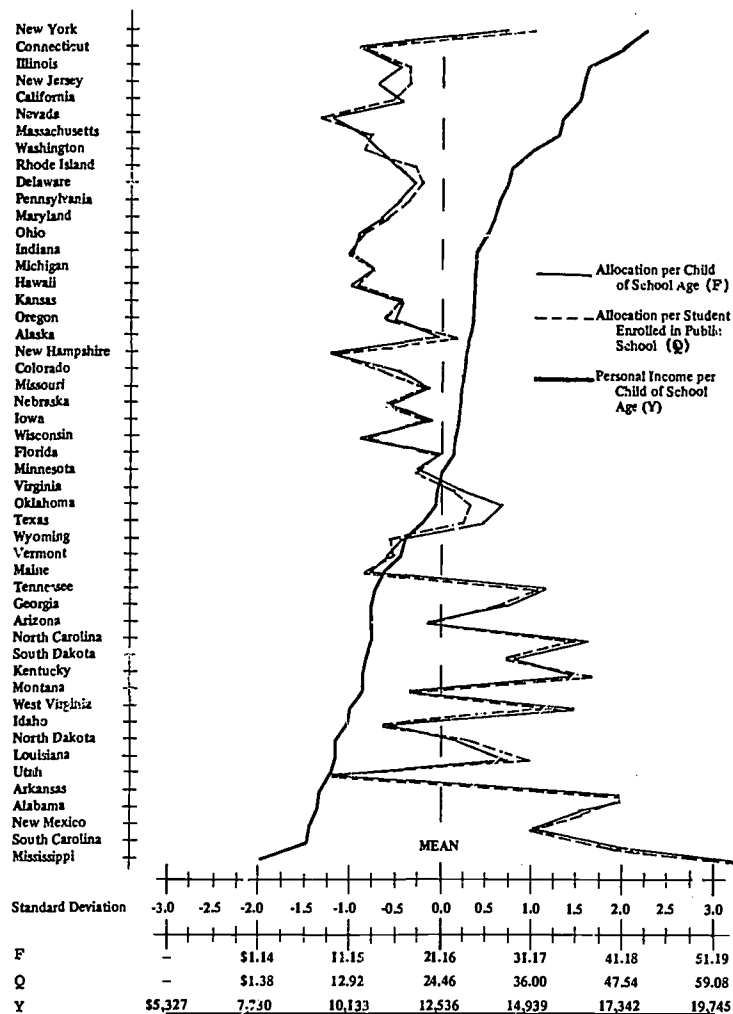 New York
Connecticut
Illinois
New Jersey
California
Nevada
Massachusetts
Washington
Rhode Island
Delaware
Pennsylvania
Maryland
Ohio
Indiana
Michigan
Hawaii
Kansas
Oregon
Alaska
New Hampshire
Colorado
Missouri
Nebraska
Iowa
Wisconsin
Florida
Minnesota
Virginia
Oklahoma
Texas
Wyoming
Vermont
Maine
Tennessee
Georgia
Arizona
North Carolina
South Dakota
Kentucky
Montana
West Virginia
Idaho
North Dakota
Louisiana
Utah
Arkansas
Alabama
New Mexico
South Carolina
Mississippi
Allocation per Child
of School Age (F)
Allocation per Student
Enrolled in Public
School (Q)
Personal Income per
Child of School
Age (Y)
MEAN
Standard Deviation -3.0 -2.5 -2.0 -1.5 -1.0 -0.5 0.0 0.5 1.0 1.5 2.0 2.5 3.0
F – $1.14 11.15 21.16 31.17 41.18 51.19
Q – $1.38 12.92 24.46 36.00 47.54 59.08
Y $5,327 7,730 10,133 12,536 14,939 17,342 19,745